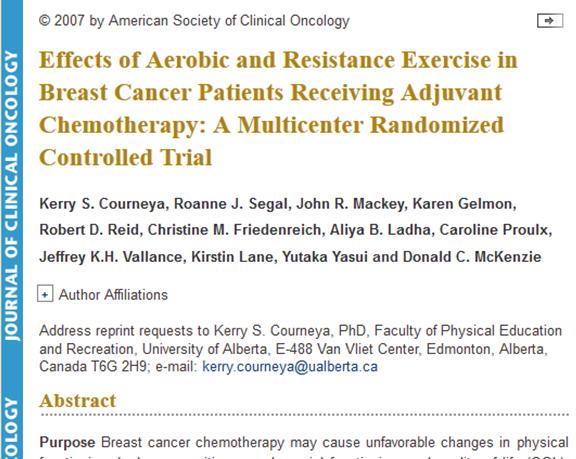 © 2007 by American Society of Clinical Oncology
Effects of Aerobic and Resistance Exercise in
Breast Cancer Patients Receiving Adjuvant
Chemotherapy: A Multicenter Randomized
Controlled Trial
Kerry S. Courneya, Roanne J. Segal, John R. Mackey, Karen Gelmon,
Robert D. Reid, Christine M. Friedenreich, Aliya B. Ladha, Caroline Proulx,
Jeffrey K.H. Vallance, Kirstin Lane, Yutaka Yasui and Donald C. McKenzie
+ Author Affiliations
Address reprint requests to Kerry S. Courneya, PhD, Faculty of Physical Education
and Recreation, University of Alberta, E-488 Van Vliet Center, Edmonton, Alberta,
Canada T6G 2H9; e-mail: kerry.courneya@ualberta.ca
Abstract
Purpose Breast cancer chemotherapy may cause unfavorable changes in physical
JOURNAL OF CLINICAL ONCOLOGY
COLOGY